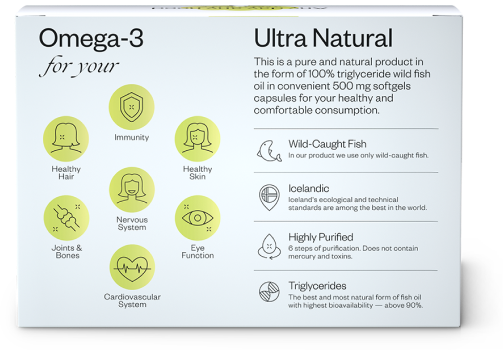 Omega-3
for your
Immunity
Healthy
Hair
Healthy
Skin
Nervous
System
Joints &
Bones
Eye
Function
Cardiovascular
System
Ultra Natural
This is a pure and natural product in
the form of 100% triglyceride wild fish
oil in convenient 500 mg softgels
capsules for your healthy and
comfortable consumption.
Wild-Caught Fish
In our product we use only wild-caught fish.
Icelandic
Iceland's ecological and technical
standards are among the best in the world.
Highly Purified
6 steps of purification. Does not contain
mercury and toxins.
Triglycerides
The best and most natural form of fish oil
with highest bioavailability — above 90%.